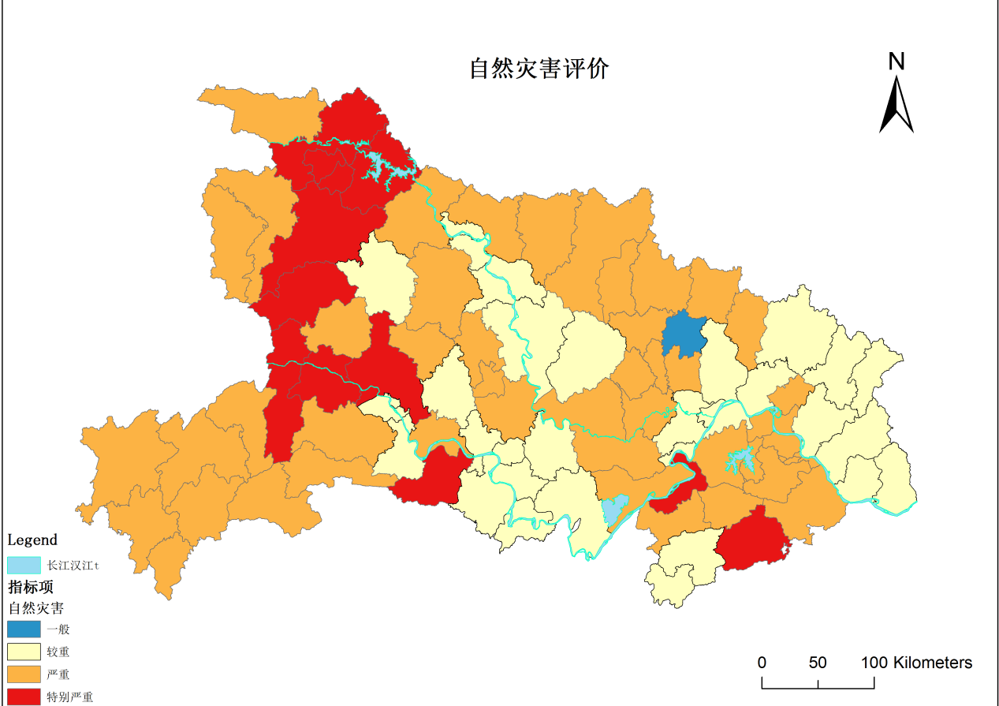 自然灾害评价
N
Legend
长江汉江t
指标项
自然灾害
一般
较重
严重
特别严重
0 50 100 Kilometers